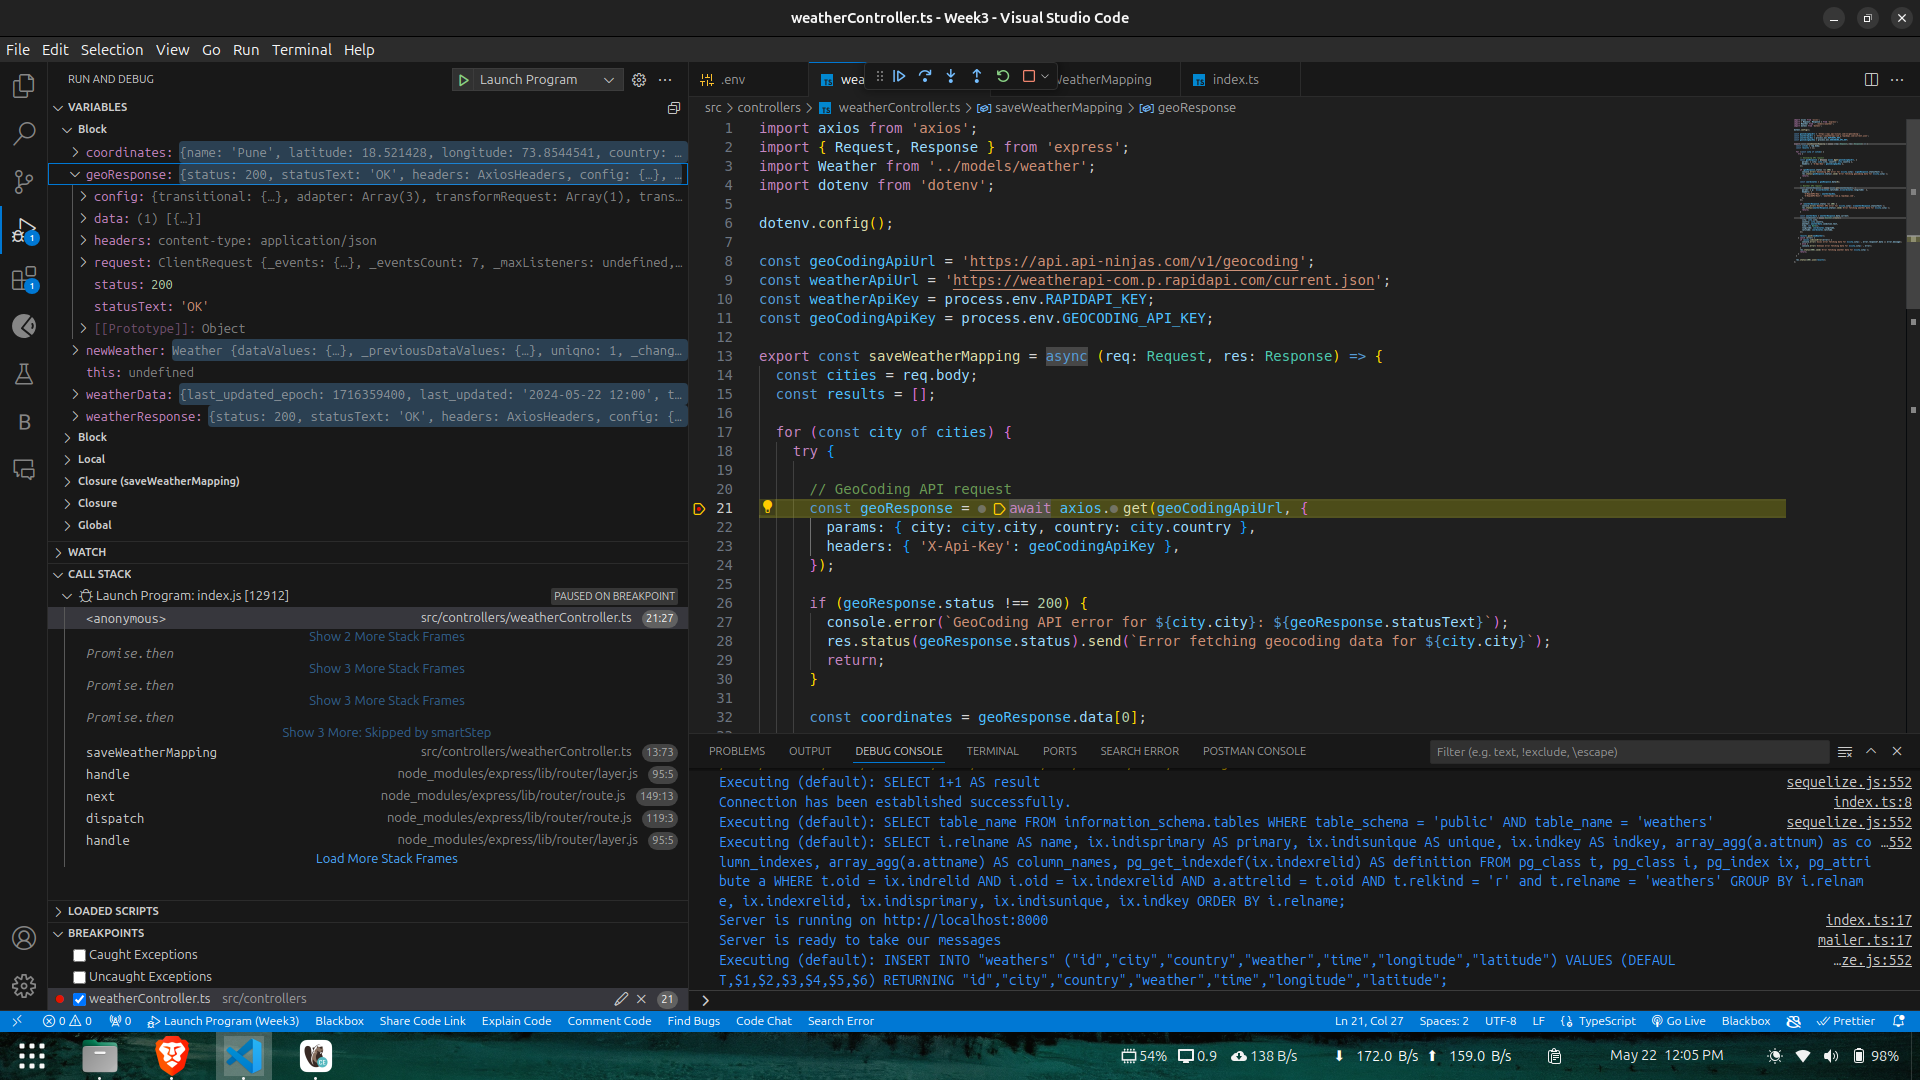 weatherController.ts - Week3 - Visual Studio Code
File Edit Selection View Go Run Terminal Help
RUN AND DEBUG
Launch Program
VARIABLES
Block
coordinates: {name: 'Pune', latitude: 18.521428, longitude: 73.8544541, country: …
geoResponse: {status: 200, statusText: 'OK', headers: AxiosHeaders, config: {…}, …
config: {transitional: {…}, adapter: Array(3), transformRequest: Array(1), trans…
data: (1) [{…}]
headers: content-type: application/json
request: ClientRequest {_events: {…}, _eventsCount: 7, _maxListeners: undefined,…
status: 200
statusText: 'OK'
[[Prototype]]: Object
newWeather: Weather {dataValues: {…}, _previousDataValues: {…}, uniqno: 1, _chang…
this: undefined
weatherData: {last_updated_epoch: 1716359400, last_updated: '2024-05-22 12:00', t…
weatherResponse: {status: 200, statusText: 'OK', headers: AxiosHeaders, config: {…
Block
Local
Closure (saveWeatherMapping)
Closure
Global
WATCH
CALL STACK
Launch Program: index.js [12912] PAUSED ON BREAKPOINT
<anonymous> src/controllers/weatherController.ts 21:27
Show 2 More Stack Frames
Promise.then
Show 3 More Stack Frames
Promise.then
Show 3 More Stack Frames
Promise.then
Show 3 More: Skipped by smartStep
saveWeatherMapping src/controllers/weatherController.ts 13:73
handle node_modules/express/lib/router/layer.js 95:5
next node_modules/express/lib/router/route.js 149:13
dispatch node_modules/express/lib/router/route.js 119:3
handle node_modules/express/lib/router/layer.js 95:5
Load More Stack Frames
LOADED SCRIPTS
BREAKPOINTS
Caught Exceptions
Uncaught Exceptions
weatherController.ts src/controllers 21
.env wea eatherMapping index.ts
src > controllers > weatherController.ts > saveWeatherMapping > geoResponse
1 import axios from 'axios';
2 import { Request, Response } from 'express';
3 import Weather from '../models/weather';
4 import dotenv from 'dotenv';
5
6 dotenv.config();
7
8 const geoCodingApiUrl = 'https://api.api-ninjas.com/v1/geocoding';
9 const weatherApiUrl = 'https://weatherapi-com.p.rapidapi.com/current.json';
10 const weatherApiKey = process.env.RAPIDAPI_KEY;
11 const geoCodingApiKey = process.env.GEOCODING_API_KEY;
12
13 export const saveWeatherMapping = async (req: Request, res: Response) => {
14 const cities = req.body;
15 const results = [];
16
17 for (const city of cities) {
18 try {
19
20 // GeoCoding API request
21 const geoResponse = await axios.get(geoCodingApiUrl, {
22 params: { city: city.city, country: city.country },
23 headers: { 'X-Api-Key': geoCodingApiKey },
24 });
25
26 if (geoResponse.status !== 200) {
27 console.error(`GeoCoding API error for ${city.city}: ${geoResponse.statusText}`);
28 res.status(geoResponse.status).send(`Error fetching geocoding data for ${city.city}`);
29 return;
30 }
31
32 const coordinates = geoResponse.data[0];
PROBLEMS OUTPUT DEBUG CONSOLE TERMINAL PORTS SEARCH ERROR POSTMAN CONSOLE Filter (e.g. text, !exclude, \escape)
Executing (default): SELECT 1+1 AS result sequelize.js:552
Connection has been established successfully. index.ts:8
Executing (default): SELECT table_name FROM information_schema.tables WHERE table_schema = 'public' AND table_name = 'weathers' sequelize.js:552
Executing (default): SELECT i.relname AS name, ix.indisprimary AS primary, ix.indisunique AS unique, ix.indkey AS indkey, array_agg(a.attnum) as co …552
lumn_indexes, array_agg(a.attname) AS column_names, pg_get_indexdef(ix.indexrelid) AS definition FROM pg_class t, pg_class i, pg_index ix, pg_attri
bute a WHERE t.oid = ix.indrelid AND i.oid = ix.indexrelid AND a.attrelid = t.oid AND t.relkind = 'r' and t.relname = 'weathers' GROUP BY i.relnam
e, ix.indexrelid, ix.indisprimary, ix.indisunique, ix.indkey ORDER BY i.relname;
Server is running on http://localhost:8000 index.ts:17
Server is ready to take our messages mailer.ts:17
Executing (default): INSERT INTO "weathers" ("id","city","country","weather","time","longitude","latitude") VALUES (DEFAUL …ze.js:552
T,$1,$2,$3,$4,$5,$6) RETURNING "id","city","country","weather","time","longitude","latitude";
0 0 0 Launch Program (Week3) Blackbox Share Code Link Explain Code Comment Code Find Bugs Code Chat Search Error Ln 21, Col 27 Spaces: 2 UTF-8 LF TypeScript Go Live Blackbox Prettier
54% 0.9 138 B/s 172.0 B/s 159.0 B/s May 22 12:05 PM 98%